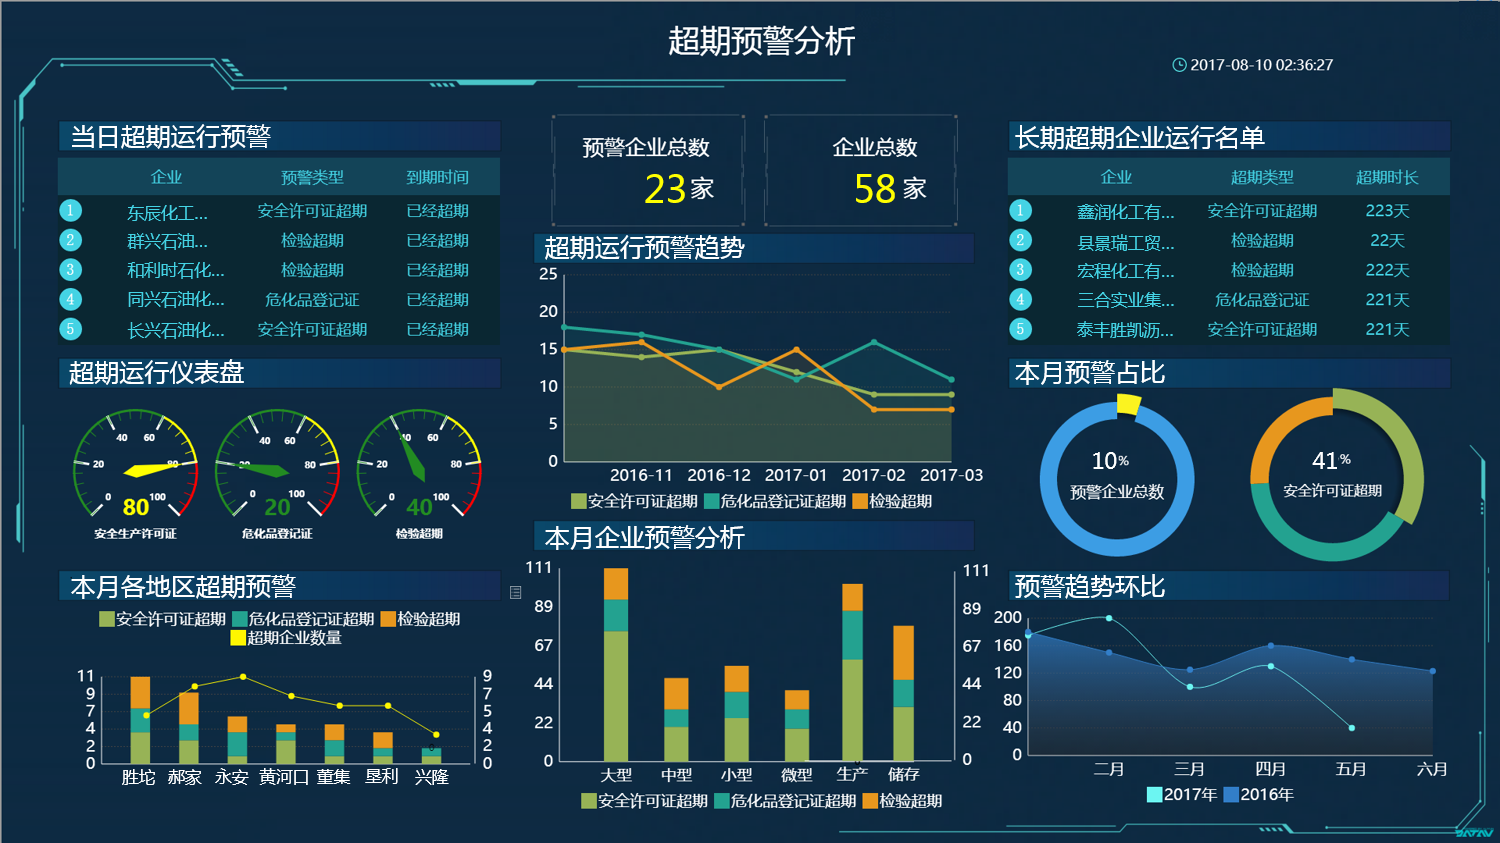 超期预警分析
2017-08-10 02:36:27
当日超期运行预警
企业 预警类型 到期时间
1 东辰化工... 安全许可证超期 已经超期
2 群兴石油... 检验超期 已经超期
3 和利时石化... 检验超期 已经超期
4 同兴石油化... 危化品登记证 已经超期
5 长兴石油化... 安全许可证超期 已经超期
超期运行仪表盘
0 20 40 60 80 100
80
安全生产许可证
0 20 40 60 80 100
20
危化品登记证
0 20 40 60 80 100
40
检验超期
本月各地区超期预警
安全许可证超期 危化品登记证超期 检验超期
超期企业数量
11 9
9 7
7 5
4 4
2 2
0 0
胜坨 郝家 永安 黄河口 董集 垦利 兴隆
预警企业总数
23 家
企业总数
58 家
超期运行预警趋势
25
20
15
10
5
0
2016-11 2016-12 2017-01 2017-02 2017-03
安全许可证超期 危化品登记证超期 检验超期
本月企业预警分析
111 111
89 89
67 67
44 44
22 22
0 0
大型 中型 小型 微型 生产 储存
安全许可证超期 危化品登记证超期 检验超期
长期超期企业运行名单
企业 超期类型 超期时长
1 鑫润化工有... 安全许可证超期 223天
2 县景瑞工贸... 检验超期 22天
3 宏程化工有... 检验超期 222天
4 三合实业集... 危化品登记证 221天
5 泰丰胜凯沥... 安全许可证超期 221天
本月预警占比
10%
预警企业总数
41%
安全许可证超期
预警趋势环比
200
160
120
80
40
0
二月 三月 四月 五月 六月
2017年 2016年
DATAV